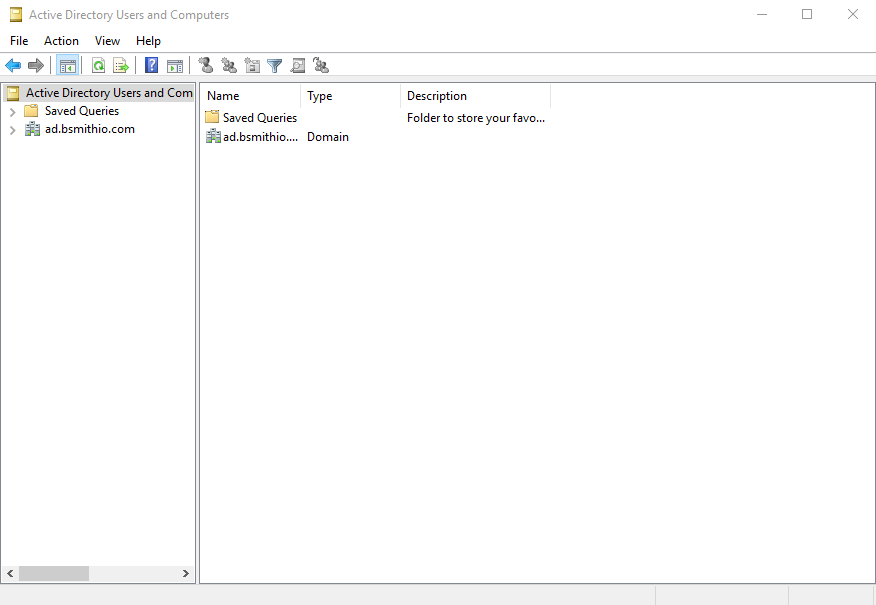 Active Directory Users and Computers
File Action View Help
?
Active Directory Users and Com
Saved Queries
ad.bsmithio.com
Name Type Description
Saved Queries Folder to store your favo...
ad.bsmithio.... Domain